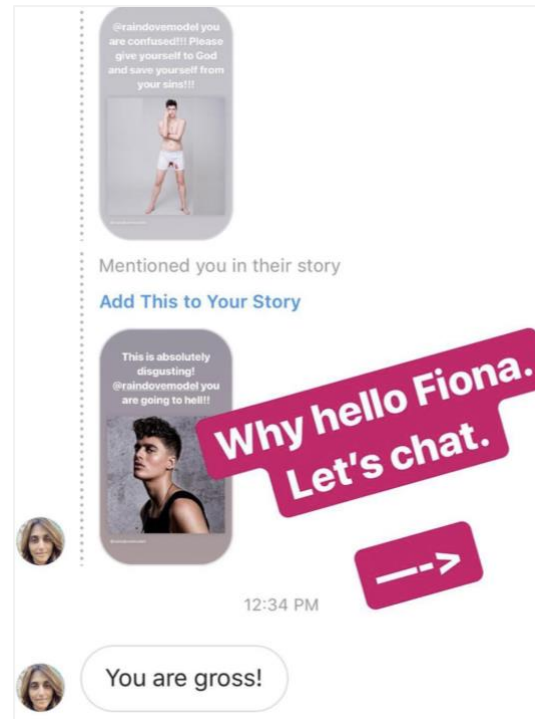 @raindovemodel you
are confused!!! Please
give yourself to God
and save yourself from
your sins!!!
Mentioned you in their story
Add This to Your Story
This is absolutely
disgusting!
@raindovemodel you
are going to hell!!
Why hello Fiona.
Let's chat.
—->
12:34 PM
You are gross!